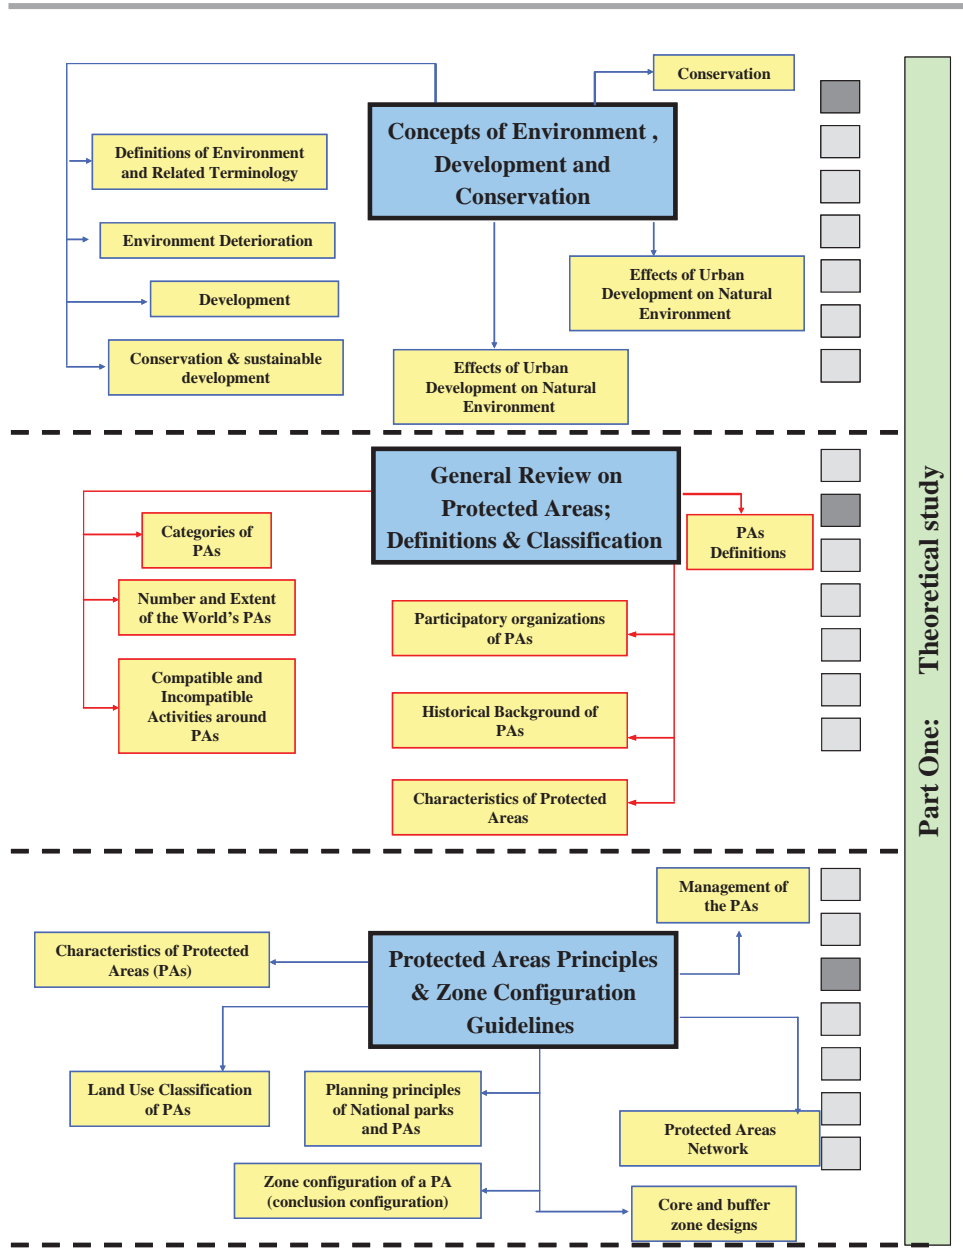 Conservation
Concepts of Environment ,
Development and
Conservation
Definitions of Environment
and Related Terminology
Environment Deterioration
Development
Conservation & sustainable
development
Effects of Urban
Development on Natural
Environment
Effects of Urban
Development on Natural
Environment
General Review on
Protected Areas;
Definitions & Classification
PAs
Definitions
Categories of
PAs
Number and Extent
of the World's PAs
Compatible and
Incompatible
Activities around
PAs
Participatory organizations
of PAs
Historical Background of
PAs
Characteristics of Protected
Areas
Management of
the PAs
Protected Areas Principles
& Zone Configuration
Guidelines
Characteristics of Protected
Areas (PAs)
Land Use Classification
of PAs
Planning principles
of National parks
and PAs
Protected Areas
Network
Zone configuration of a PA
(conclusion configuration)
Core and buffer
zone designs
Part One: Theoretical study